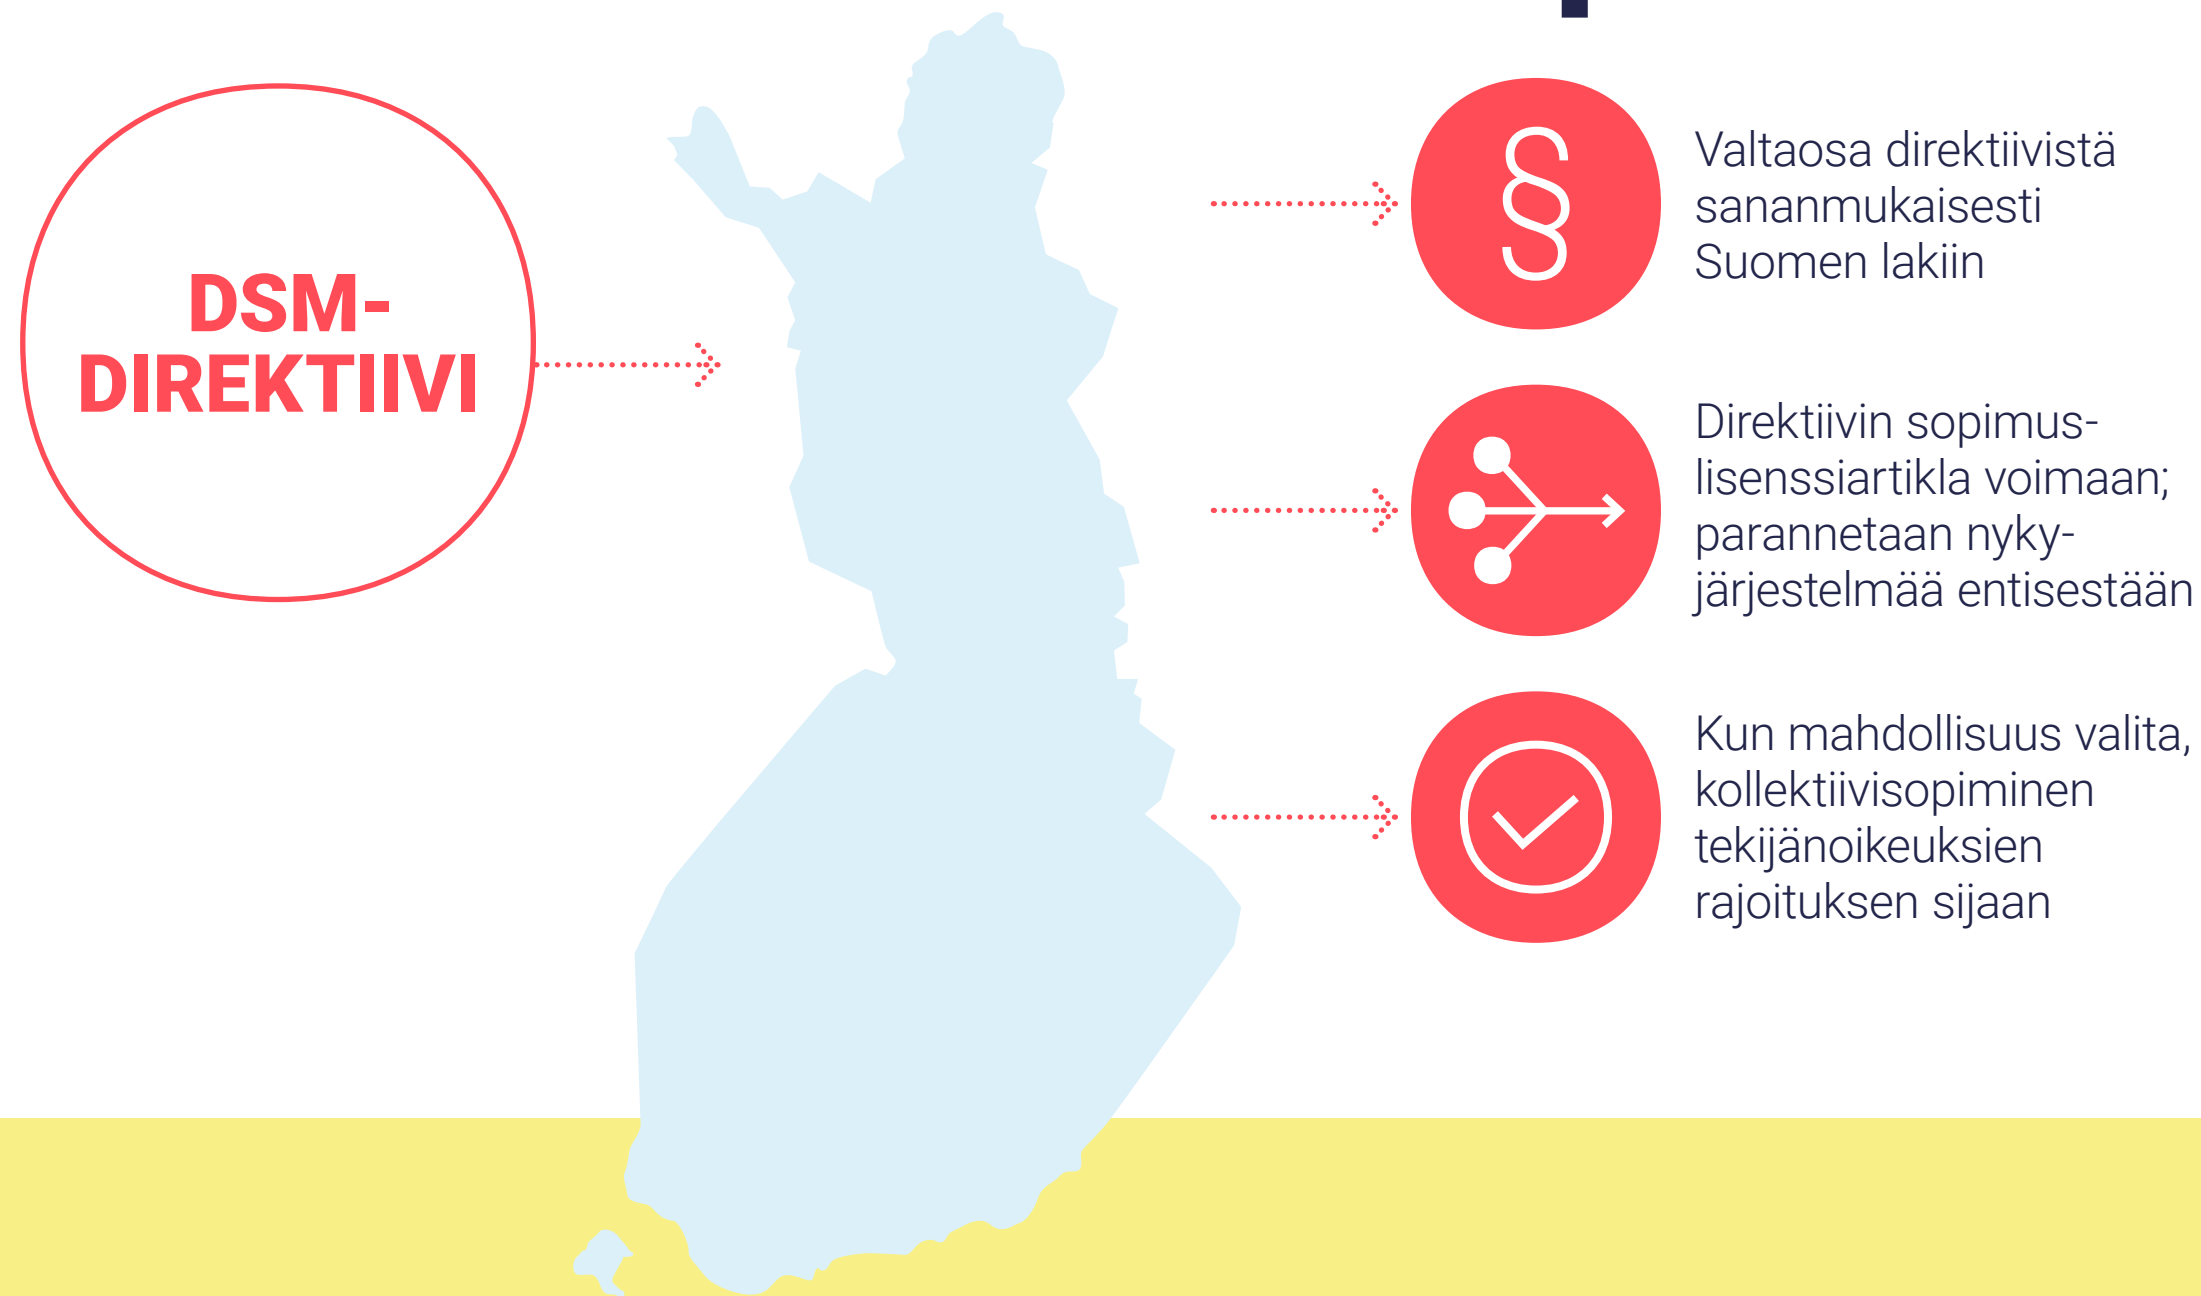 DSM-
DIREKTIIVI
§
Valtaosa direktiivistä
sananmukaisesti
Suomen lakiin
Direktiivin sopimus-
lisenssiartikla voimaan;
parannetaan nyky-
järjestelmää entisestään
Kun mahdollisuus valita,
kollektiivisopiminen
tekijänoikeuksien
rajoituksen sijaan